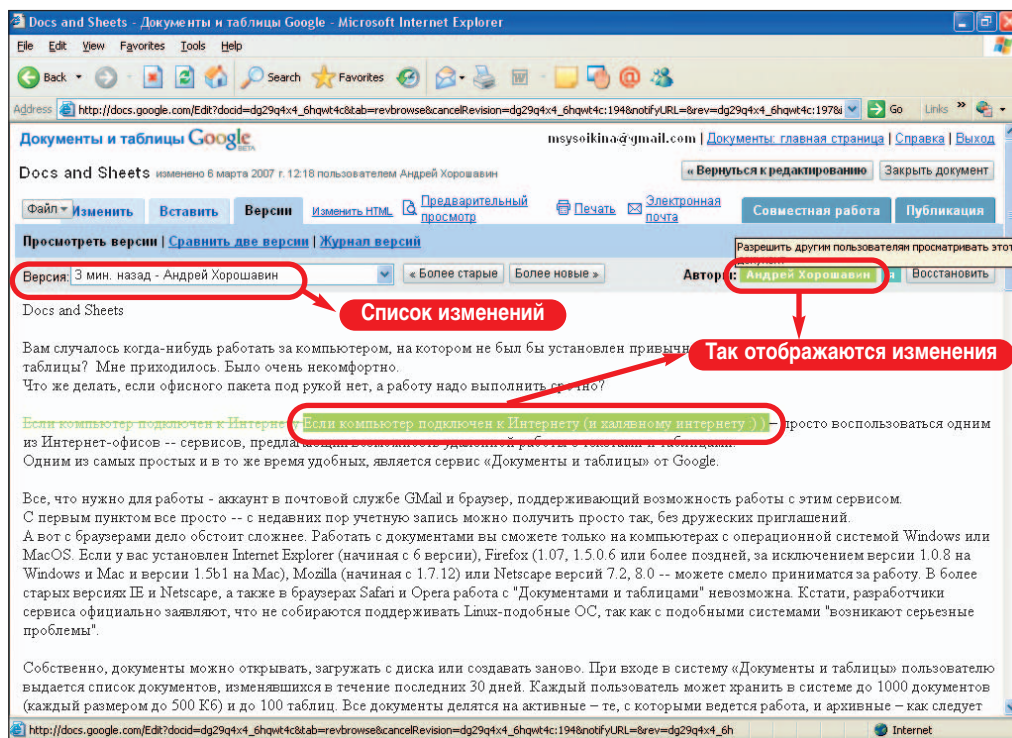 Docs and Sheets - Документы и таблицы Google - Microsoft Internet Explorer
File Edit View Favorites Tools Help
Back Search Favorites
Address http://docs.google.com/Edit?docid=dg29q4x4_6hqwt4c&tab=revbrowse&cancelRevision=dg29q4x4_6hqwt4c:194&notifyURL=&rev=dg29q4x4_6hqwt4c:197& Go Links »
Документы и таблицы Google BETA
msysoikina@gmail.com | Документы: главная страница | Справка | Выход
Docs and Sheets изменено 6 марта 2007 г. 12:18 пользователем Андрей Хорошавин
« Вернуться к редактированию Закрыть документ
Файл Изменить Вставить Версии Изменить HTML Предварительный просмотр Печать Электронная почта Совместная работа Публикация
Просмотреть версии | Сравнить две версии | Журнал версий
Разрешить другим пользователям просматривать этот
Версия: 3 мин. назад - Андрей Хорошавин « Более старые Более новые » Авторы: Андрей Хорошавин Восстановить
Docs and Sheets
Список изменений
Вам случалось когда-нибудь работать за компьютером, на котором не был бы установлен
Так отображаются изменения
таблицы? Мне приходилось. Было очень некомфортно.
Что же делать, если офисного пакета под рукой нет, а работу надо выполнить срочно?
Если компьютер подключен к Интернету Если компьютер подключен к Интернету (и халявному интернету :) ) – просто воспользоваться одним
из Интернет-офисов -- сервисов, предлагающий возможность удаленной работы с текстами и таблицами.
Одним из самых простых и в то же время удобных, является сервис «Документы и таблицы» от Google.
Все, что нужно для работы - аккаунт в почтовой службе GMail и браузер, поддерживающий возможность работы с этим сервисом.
С первым пунктом все просто -- с недавних пор учетную запись можно получить просто так, без дружеских приглашений.
А вот с браузерами дело обстоит сложнее. Работать с документами вы сможете только на компьютерах с операционной системой Windows или
MacOS. Если у вас установлен Internet Explorer (начиная с 6 версии), Firefox (1.07, 1.5.0.6 или более поздней, за исключением версии 1.0.8 на
Windows и Mac и версии 1.5b1 на Mac), Mozilla (начиная с 1.7.12) или Netscape версий 7.2, 8.0 -- можете смело приниматся за работу. В более
старых версиях IE и Netscape, а также в браузерах Safari и Opera работа с "Документами и таблицами" невозможна. Кстати, разработчики
сервиса официально заявляют, что не собираются поддерживать Linux-подобные ОС, так как с подобными системами "возникают серьезные
проблемы".
Собственно, документы можно открывать, загружать с диска или создавать заново. При входе в систему «Документы и таблицы» пользователю
выдается список документов, изменявшихся в течение последних 30 дней. Каждый пользователь может хранить в системе до 1000 документов
(каждый размером до 500 Кб) и до 100 таблиц. Все документы делятся на активные – те, с которыми ведется работа, и архивные – как следует
http://docs.google.com/Edit?docid=dg29q4x4_6hqwt4c&tab=revbrowse&cancelRevision=dg29q4x4_6hqwt4c:194&notifyURL=&rev=dg29q4x4_6h Internet